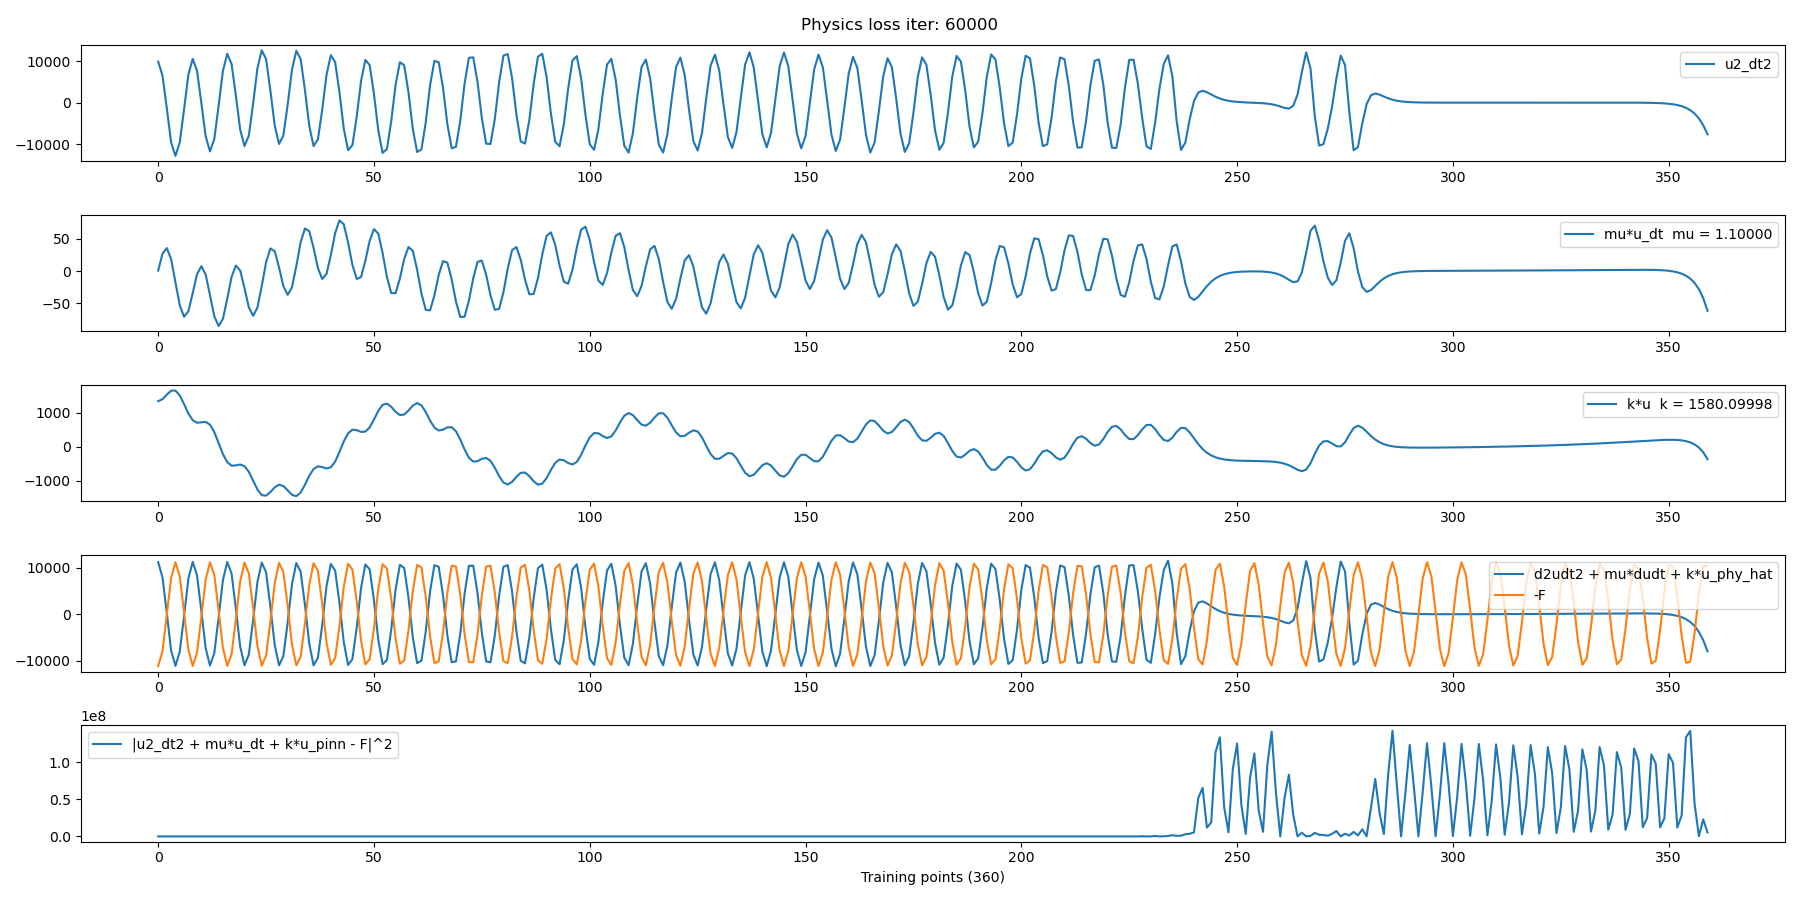 Physics loss iter: 60000
10000
0
−10000
u2_dt2
0 50 100 150 200 250 300 350
50
0
−50
mu*u_dt  mu = 1.10000
0 50 100 150 200 250 300 350
1000
0
−1000
k*u  k = 1580.09998
0 50 100 150 200 250 300 350
10000
0
−10000
d2udt2 + mu*dudt + k*u_phy_hat
-F
0 50 100 150 200 250 300 350
1e8
1.0
0.5
0.0
|u2_dt2 + mu*u_dt + k*u_pinn - F|^2
0 50 100 150 200 250 300 350
Training points (360)